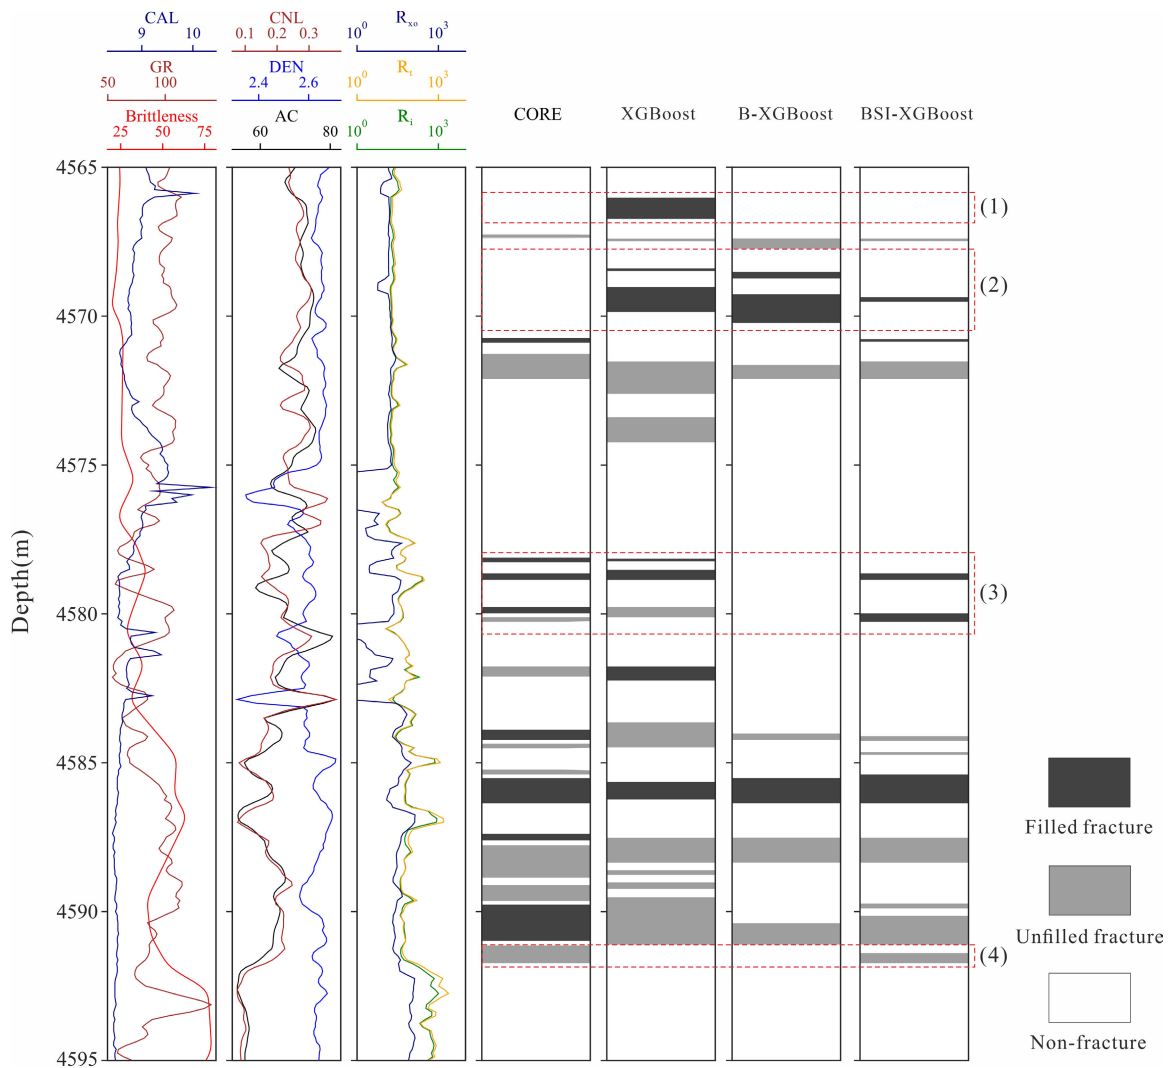 CAL CNL R_xo
9 10 0.1 0.2 0.3 10^0 10^3
GR DEN R_t
50 100 2.4 2.6 10^0 10^3
Brittleness AC R_i CORE XGBoost B-XGBoost BSI-XGBoost
25 50 75 60 80 10^0 10^3
4565
(1)
(2)
4570
4575
(3)
4580
Depth(m)
4585
Filled fracture
4590
Unfilled fracture
(4)
Non-fracture
4595